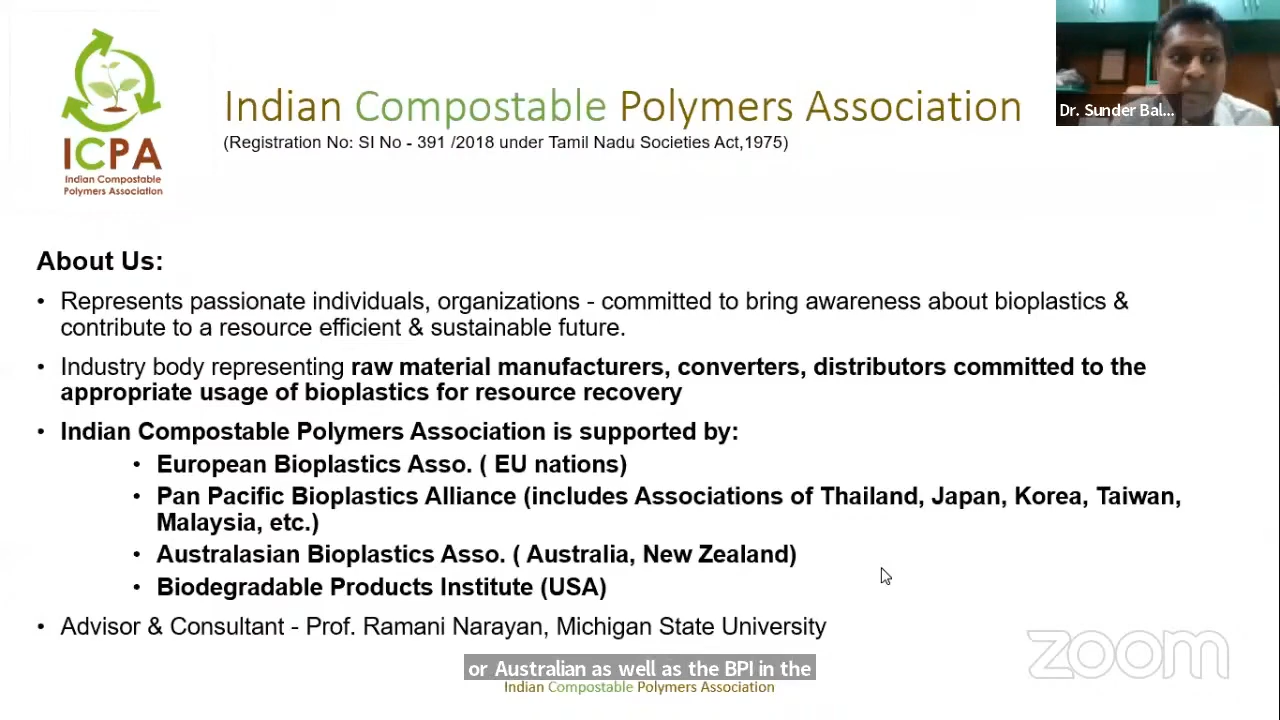 ICPA
Indian Compostable
Polymers Association
Indian Compostable Polymers Association
(Registration No: SI No - 391 /2018 under Tamil Nadu Societies Act,1975)
Dr. Sunder Bal...
About Us:
• Represents passionate individuals, organizations - committed to bring awareness about bioplastics &
contribute to a resource efficient & sustainable future.
• Industry body representing raw material manufacturers, converters, distributors committed to the
appropriate usage of bioplastics for resource recovery
• Indian Compostable Polymers Association is supported by:
• European Bioplastics Asso. ( EU nations)
• Pan Pacific Bioplastics Alliance (includes Associations of Thailand, Japan, Korea, Taiwan,
Malaysia, etc.)
• Australasian Bioplastics Asso. ( Australia, New Zealand)
• Biodegradable Products Institute (USA)
• Advisor & Consultant - Prof. Ramani Narayan, Michigan State University
zoom
or Australian as well as the BPI in the
Indian Compostable Polymers Association